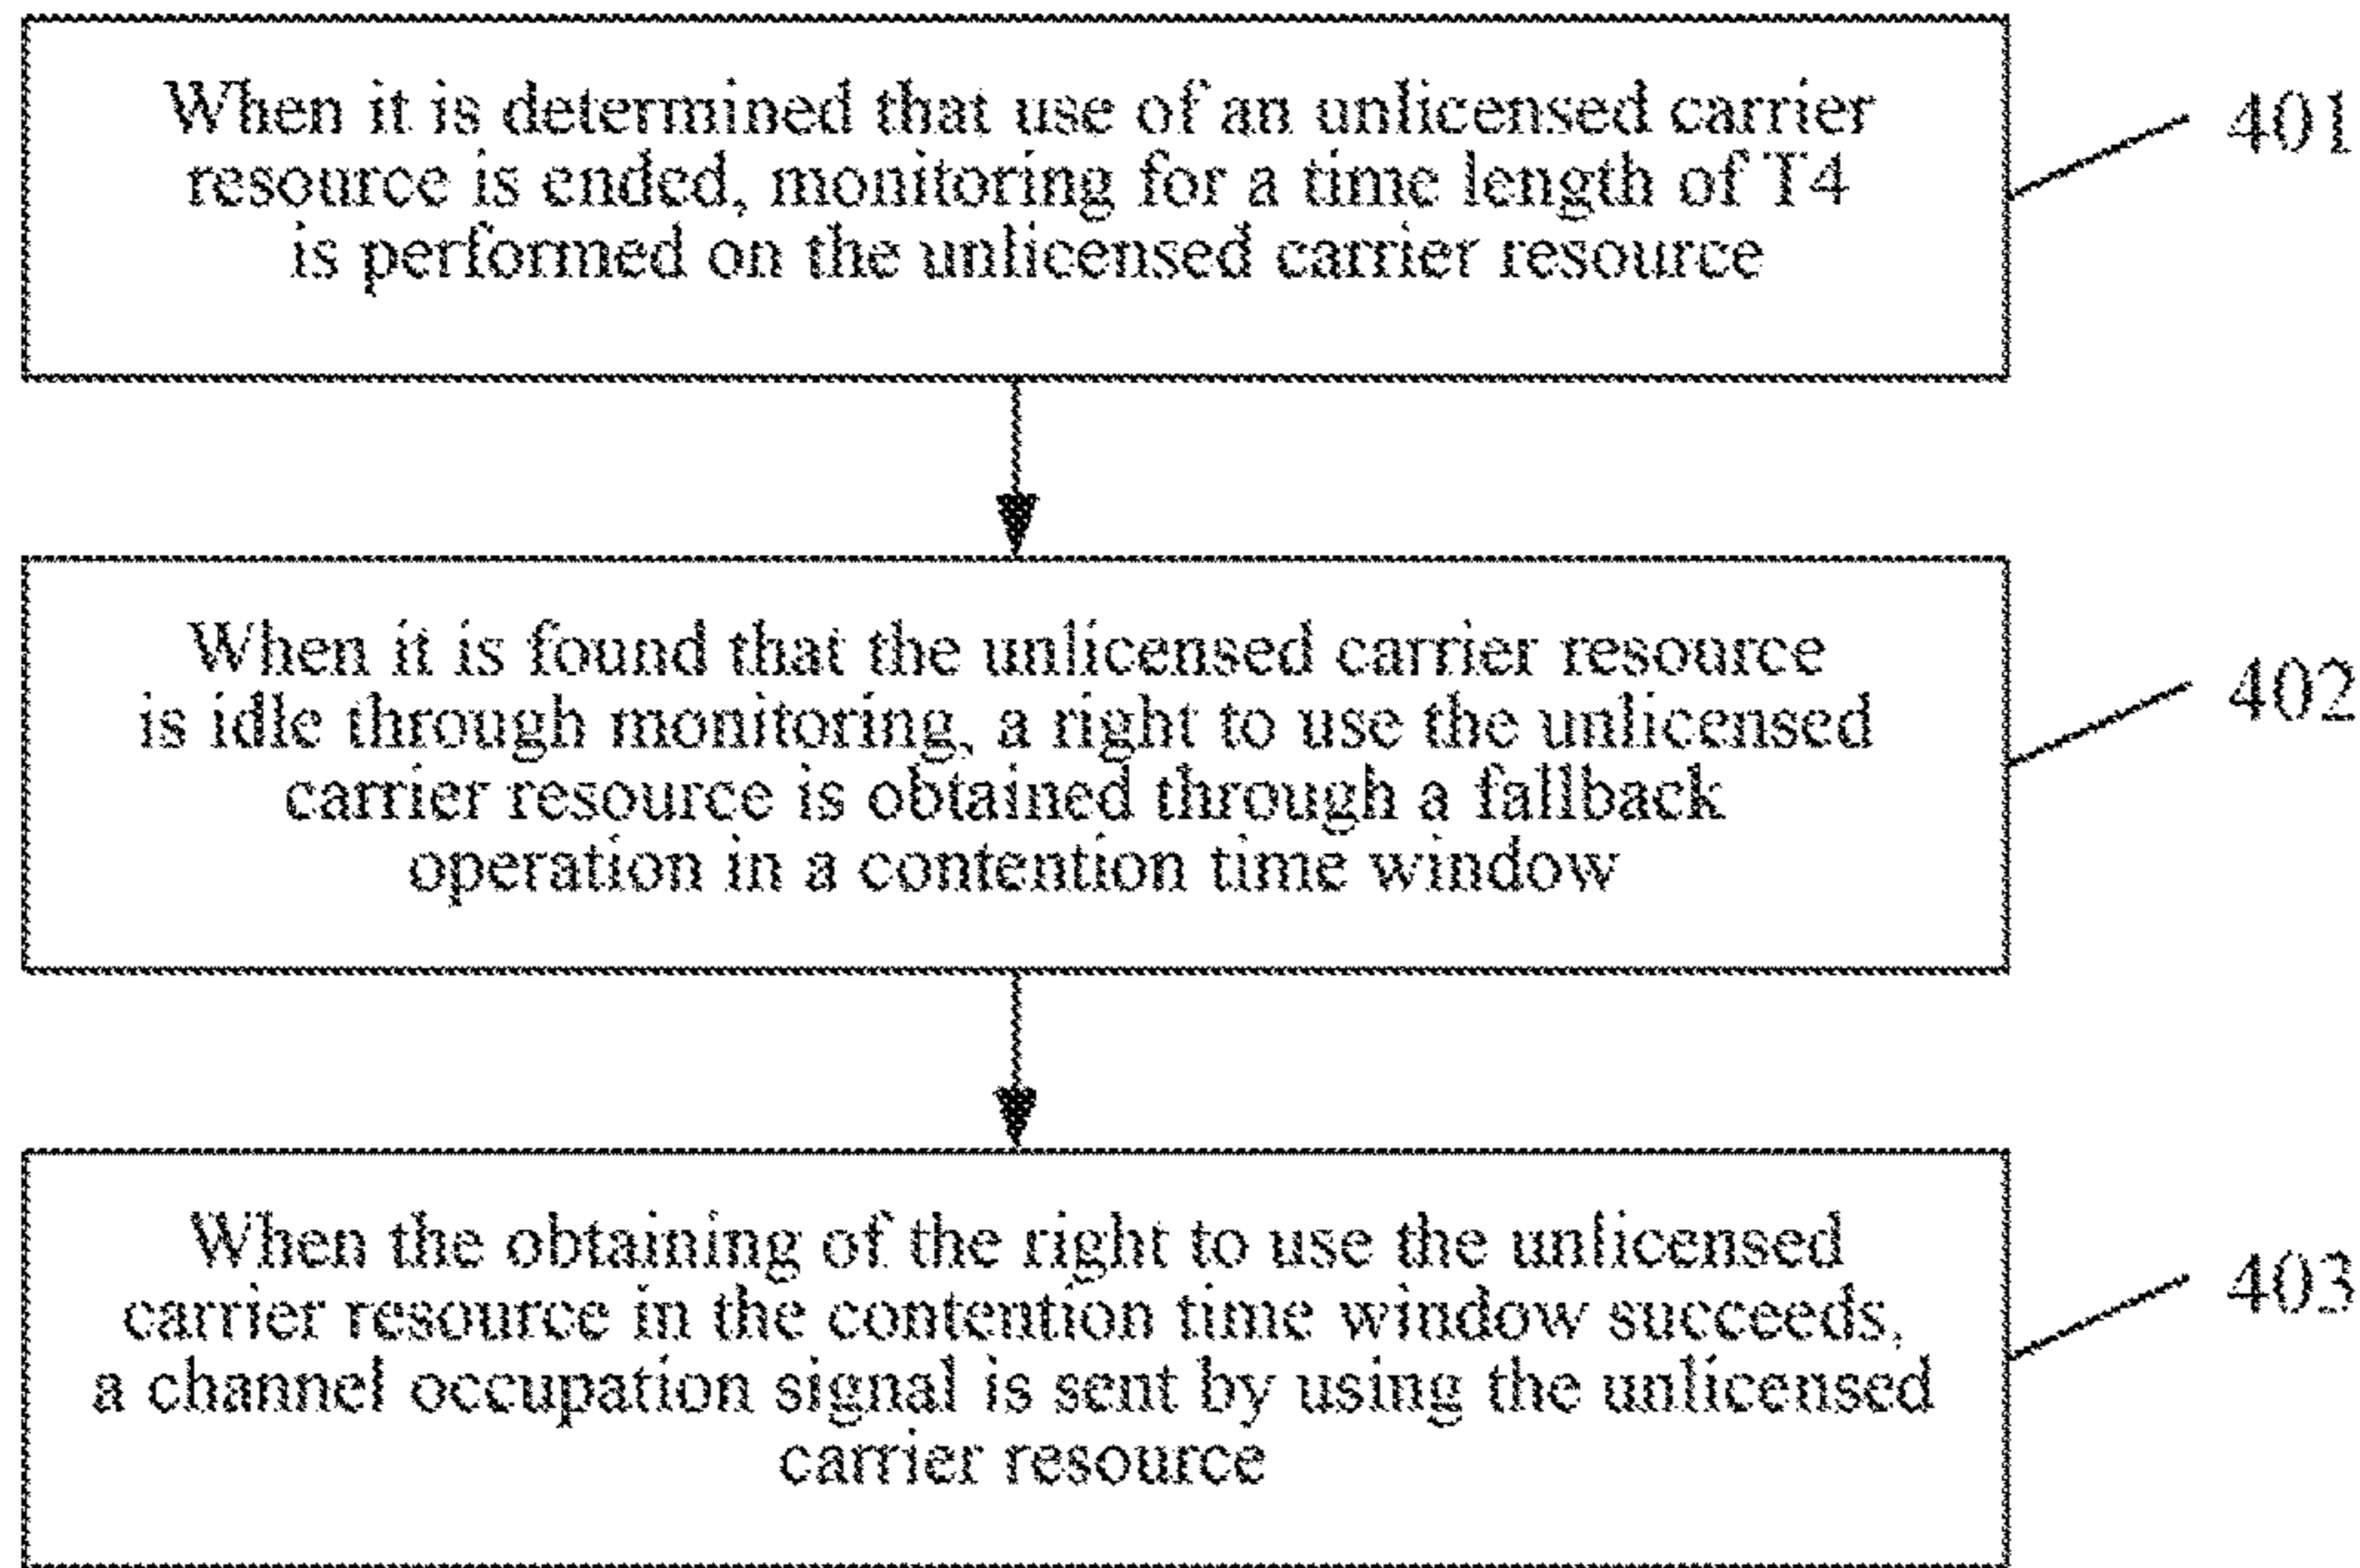 When it is determined that use of an unlicensed carrier
resource is ended, monitoring for a time length of T4
is performed on the unlicensed carrier resource
401
When it is found that the unlicensed carrier resource
is idle through monitoring, a right to use the unlicensed
carrier resource is obtained through a fallback
operation in a contention time window
402
When the obtaining of the right to use the unlicensed
carrier resource in the contention time window succeeds,
a channel occupation signal is sent by using the unlicensed
carrier resource
403